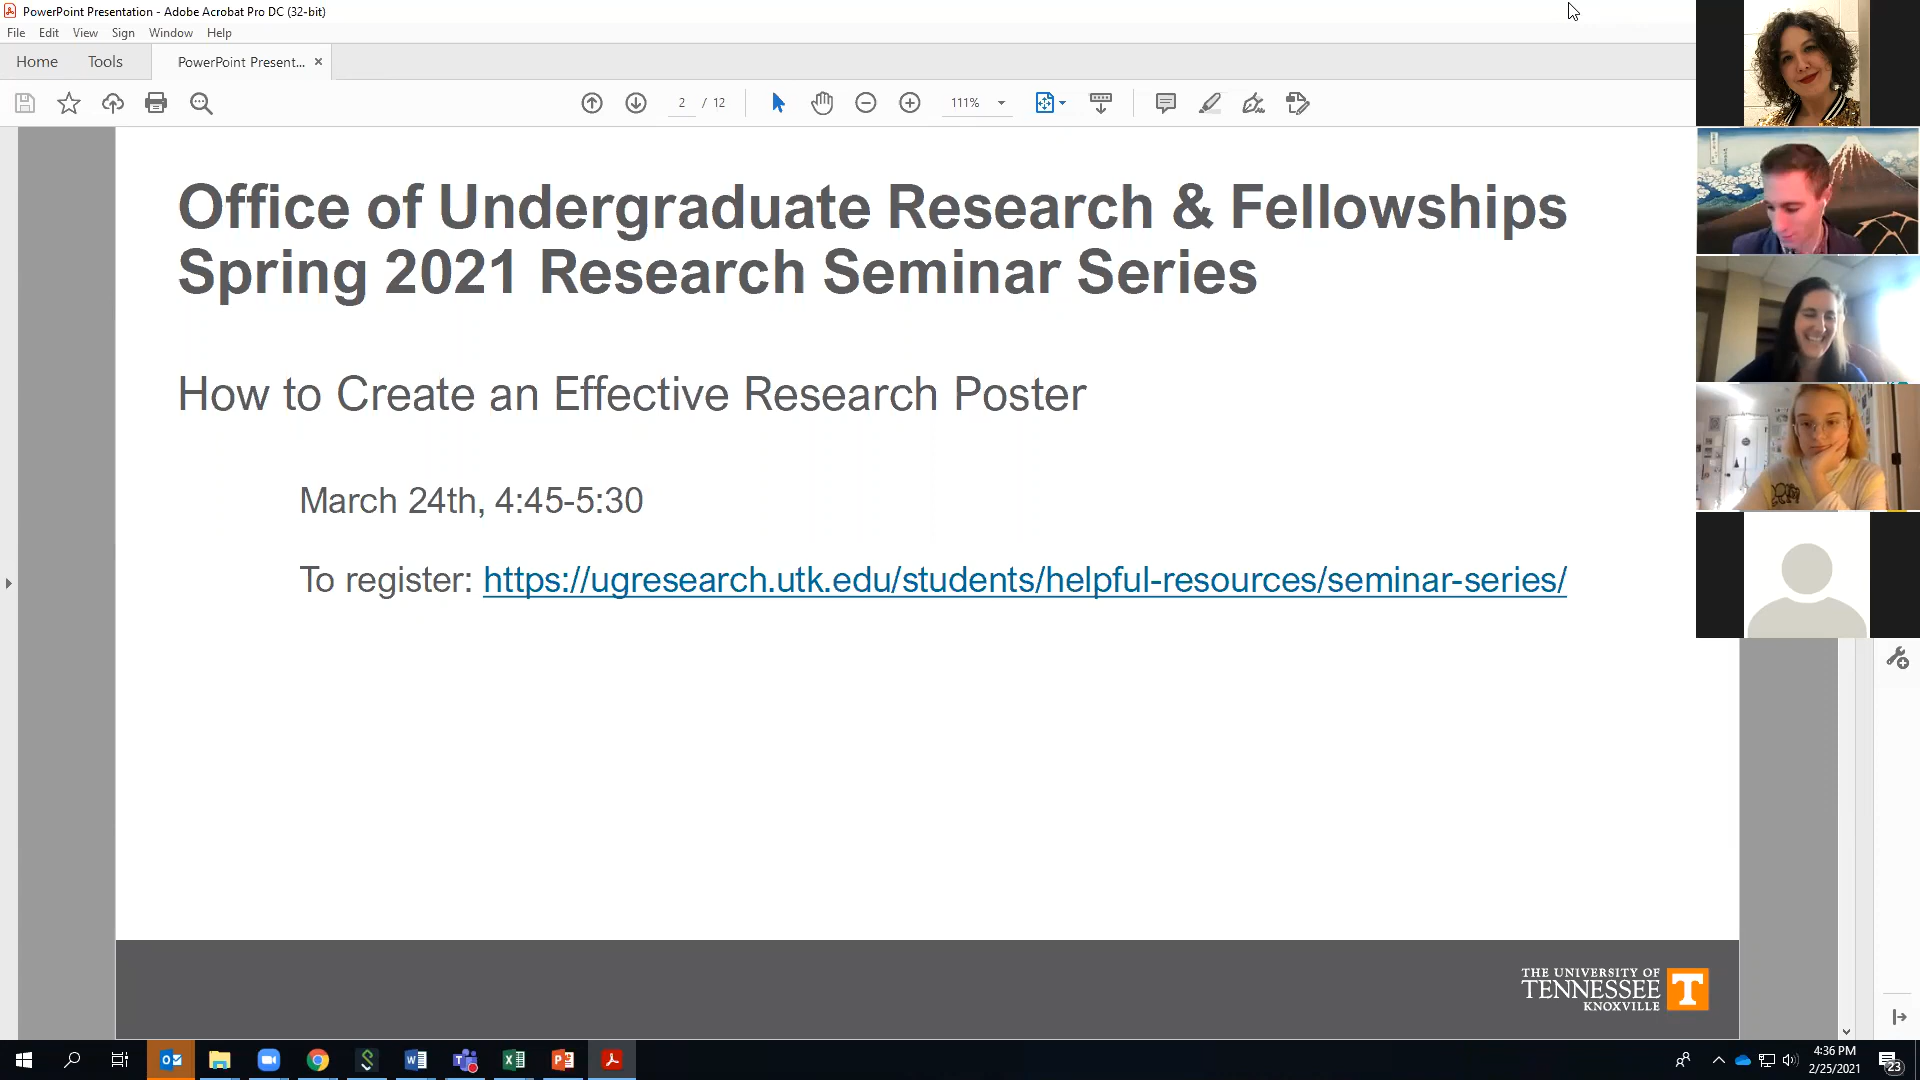 PowerPoint Presentation - Adobe Acrobat Pro DC (32-bit)
File Edit View Sign Window Help
Home Tools PowerPoint Present... ×
2 / 12 111%
Office of Undergraduate Research & Fellowships
Spring 2021 Research Seminar Series
How to Create an Effective Research Poster
March 24th, 4:45-5:30
To register: https://ugresearch.utk.edu/students/helpful-resources/seminar-series/
THE UNIVERSITY OF
TENNESSEE
KNOXVILLE
T
4:36 PM
2/25/2021
23